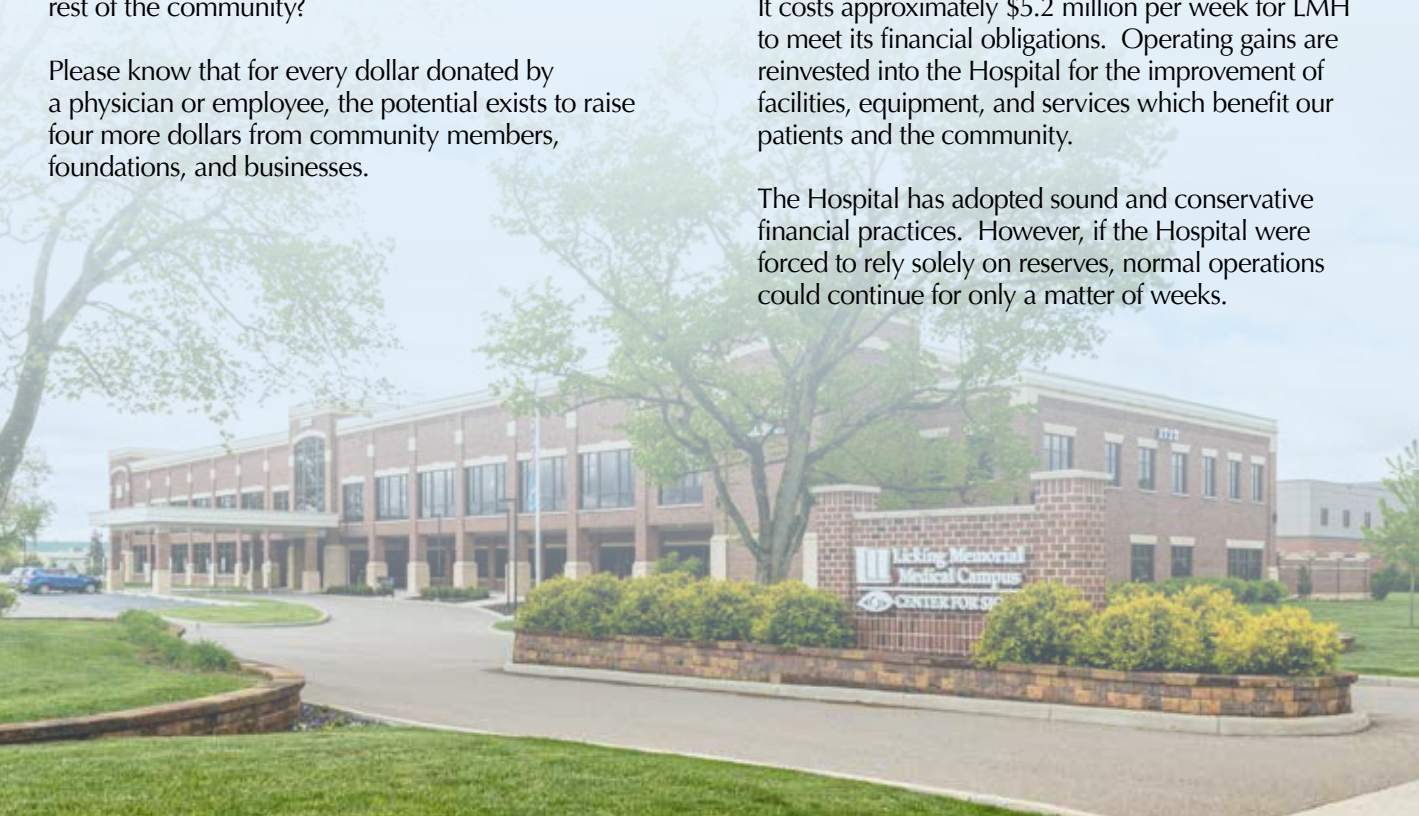 rest of the community?
Please know that for every dollar donated by
a physician or employee, the potential exists to raise
four more dollars from community members,
foundations, and businesses.
It costs approximately $5.2 million per week for LMH
to meet its financial obligations.  Operating gains are
reinvested into the Hospital for the improvement of
facilities, equipment, and services which benefit our
patients and the community.
The Hospital has adopted sound and conservative
financial practices.  However, if the Hospital were
forced to rely solely on reserves, normal operations
could continue for only a matter of weeks.
Licking Memorial
Medical Campus
CENTER FOR